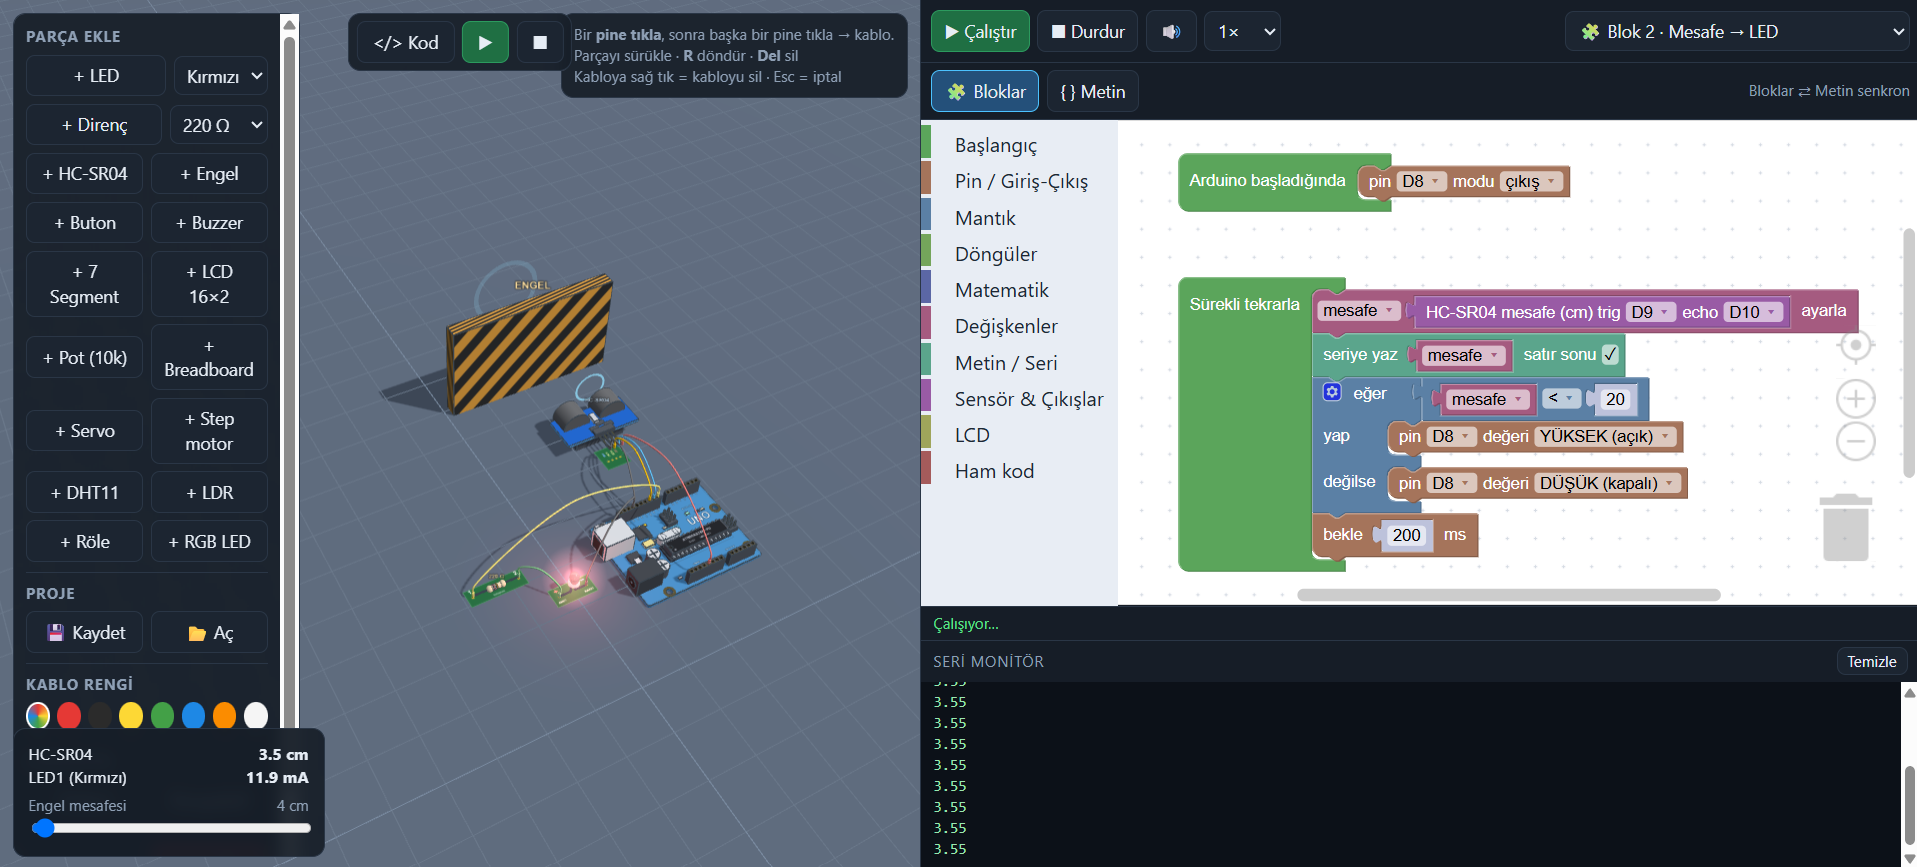 PARÇA EKLE
+ LED
Kırmızı
+ Direnç
220 Ω
+ HC-SR04
+ Engel
+ Buton
+ Buzzer
+ 7
Segment
+ LCD
16×2
+ Pot (10k)
+
Breadboard
+ Servo
+ Step
motor
+ DHT11
+ LDR
+ Röle
+ RGB LED
PROJE
💾 Kaydet
📂 Aç
KABLO RENGİ
HC-SR04 3.5 cm
LED1 (Kırmızı) 11.9 mA
Engel mesafesi 4 cm
</> Kod
▶
■
Bir pine tıkla, sonra başka bir pine tıkla → kablo.
Parçayı sürükle · R döndür · Del sil
Kabloya sağ tık = kabloyu sil · Esc = iptal
ENGEL
UNO
▶ Çalıştır
■ Durdur
🔊
1×
🧩 Blok 2 · Mesafe → LED
🧩 Bloklar
{ } Metin
Bloklar ⇄ Metin senkron
Başlangıç
Pin / Giriş-Çıkış
Mantık
Döngüler
Matematik
Değişkenler
Metin / Seri
Sensör & Çıkışlar
LCD
Ham kod
Arduino başladığında pin D8 modu çıkış
Sürekli tekrarla mesafe HC-SR04 mesafe (cm) trig D9 echo D10 ayarla
seriye yaz mesafe satır sonu ✓
eğer mesafe < 20
yap pin D8 değeri YÜKSEK (açık)
değilse pin D8 değeri DÜŞÜK (kapalı)
bekle 200 ms
Çalışıyor...
SERİ MONİTÖR
Temizle
3.55
3.55
3.55
3.55
3.55
3.55
3.55
3.55
3.55